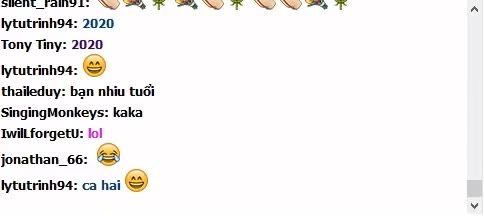 silent_rain91:
lytutrinh94: 2020
Tony Tiny: 2020
lytutrinh94: 😄
thaileduy: bạn nhiu tuổi
SingingMonkeys: kaka
IwilLforgetU: lol
jonathan_66: 😂
lytutrinh94: ca hai 😄